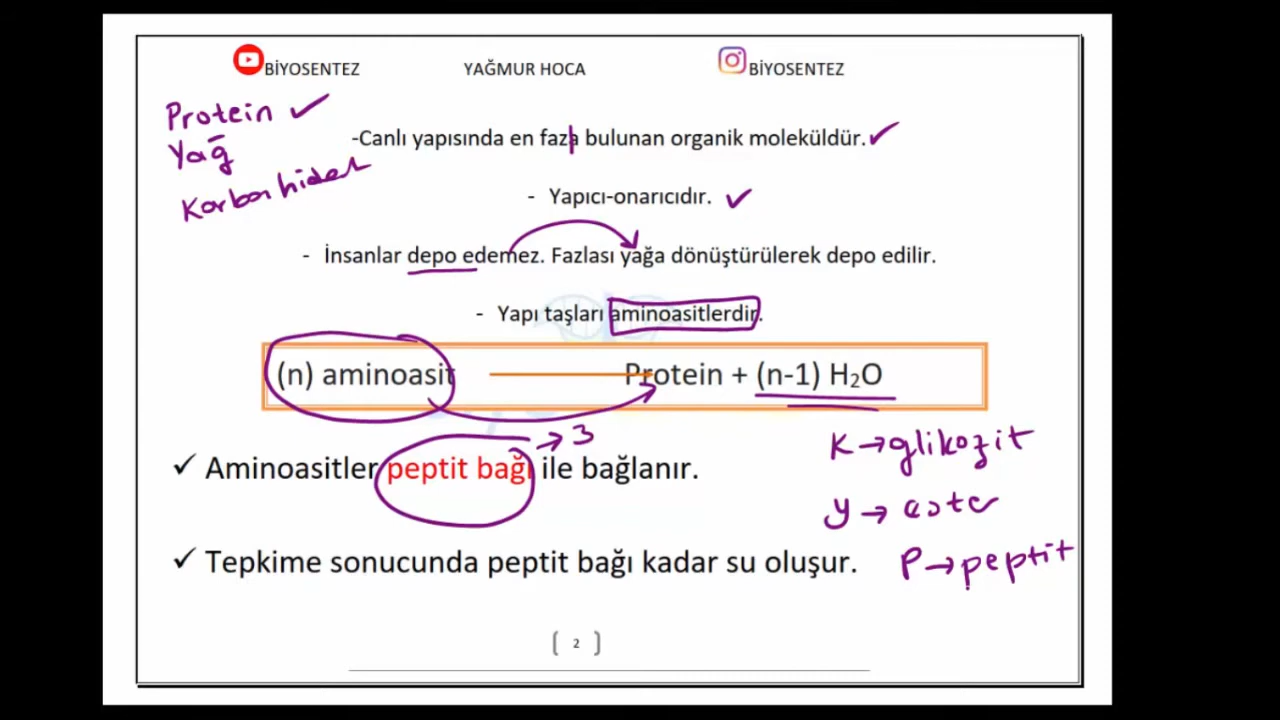 BİYOSENTEZ YAĞMUR HOCA BİYOSENTEZ
Protein ✓
Yağ
Karbonhidrat
-Canlı yapısında en faza bulunan organik moleküldür. ✓
- Yapıcı-onarıcıdır. ✓
- İnsanlar depo edemez. Fazlası yağa dönüştürülerek depo edilir.
- Yapı taşları aminoasitlerdir.
(n) aminoasit Protein + (n-1) H₂O
→ 3
K → glikozit
✓ Aminoasitler peptit bağı ile bağlanır.
y → ester
✓ Tepkime sonucunda peptit bağı kadar su oluşur.
P → peptit
( 2 )